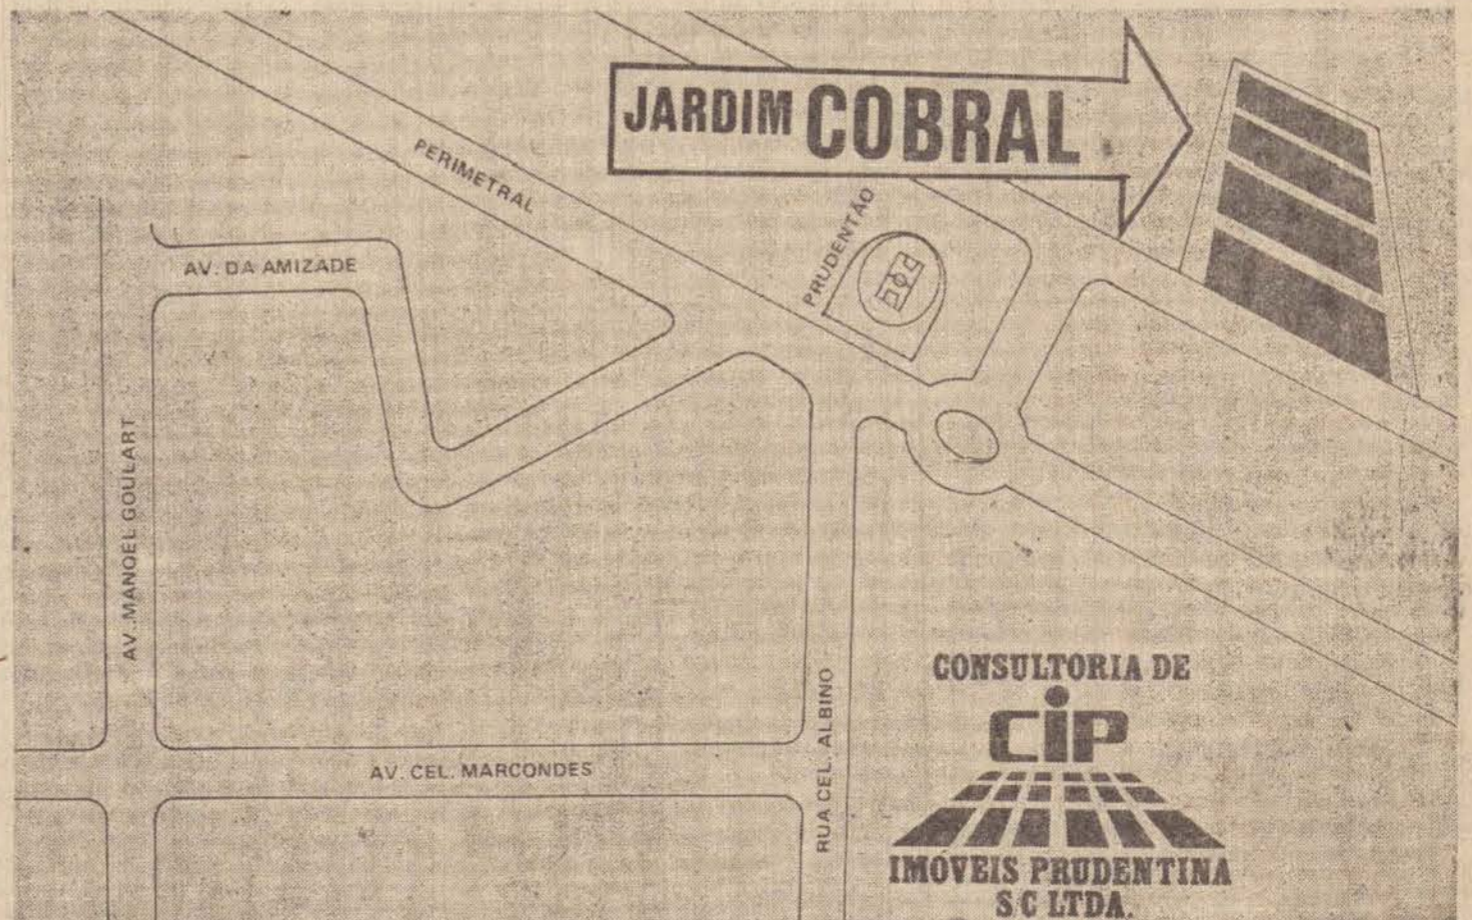 JARDIM COBRAL
PERIMETRAL
PRUDENTÃO
AV. DA AMIZADE
AV. MANOEL GOULART
RUA CEL. ALBINO
AV. CEL. MARCONDES
CONSULTORIA DE
CIP
IMÓVEIS PRUDENTINA
S C LTDA.